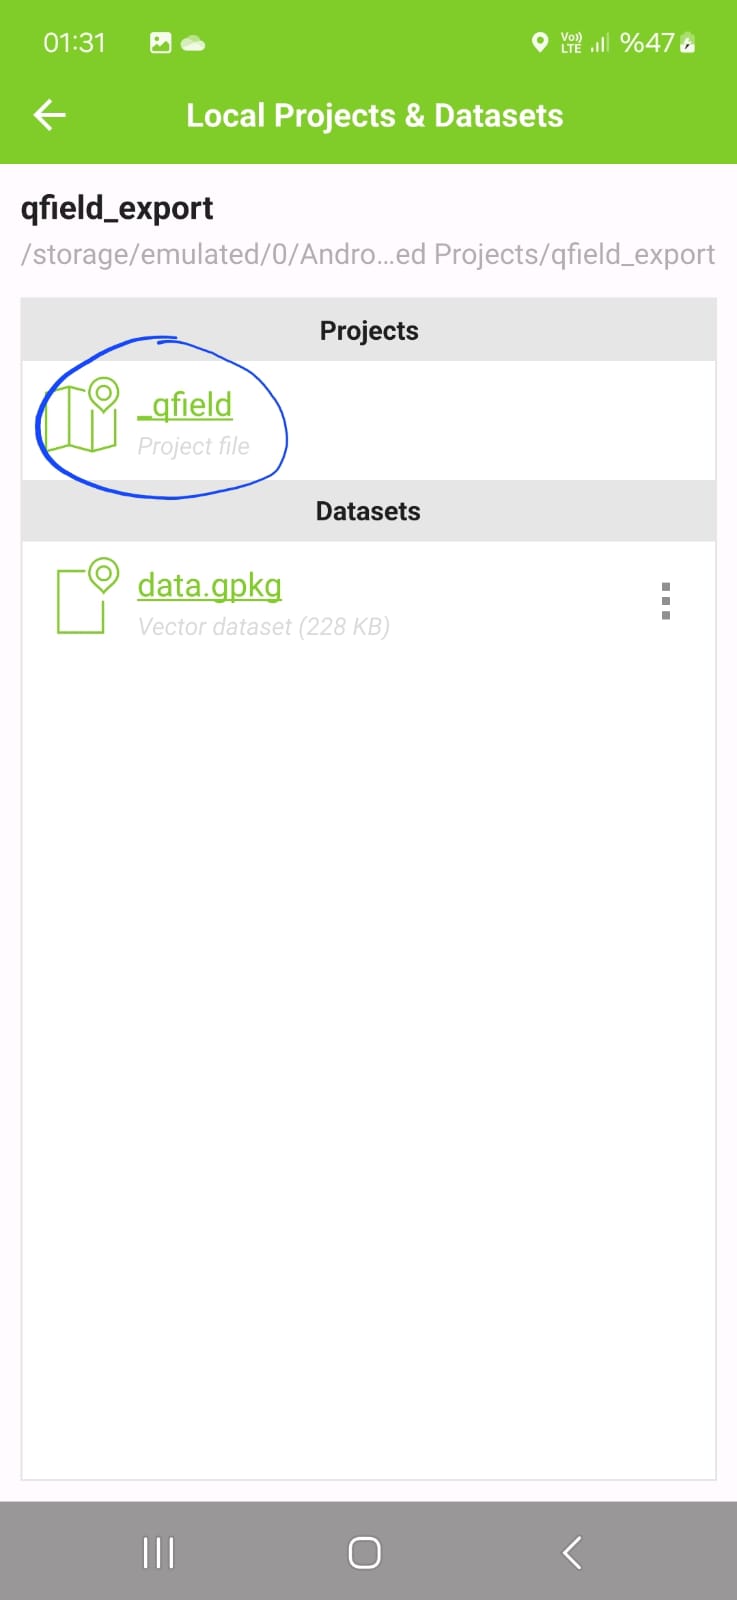 01:31
Vo)) LTE %47
Local Projects & Datasets
qfield_export
/storage/emulated/0/Andro...ed Projects/qfield_export
Projects
_qfield
Project file
Datasets
data.gpkg
Vector dataset (228 KB)